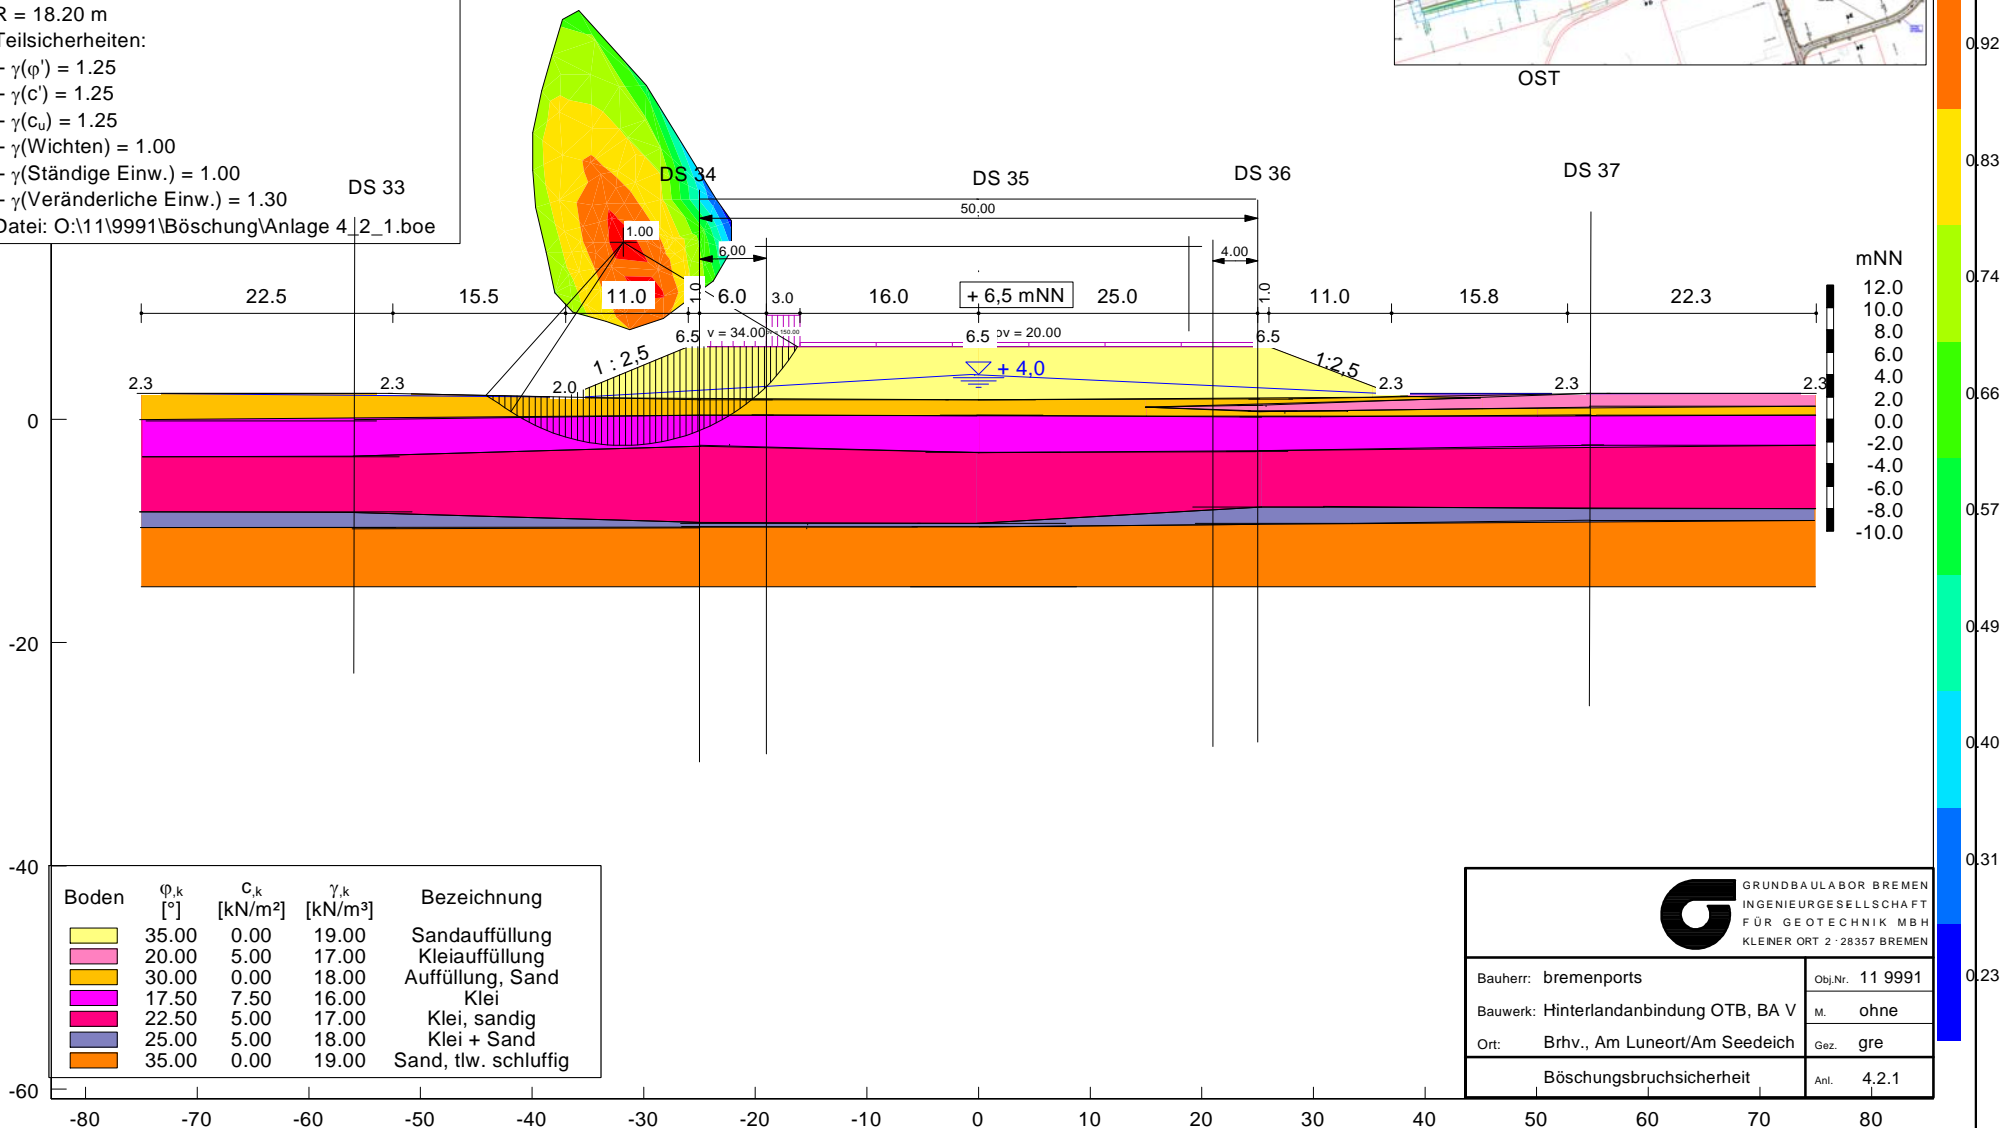 R = 18.20 m
Teilsicherheiten:
- γ(φ') = 1.25
- γ(c') = 1.25
- γ(cu) = 1.25
- γ(Wichten) = 1.00
- γ(Ständige Einw.) = 1.00
- γ(Veränderliche Einw.) = 1.30
Datei: O:\11\9991\Böschung\Anlage 4_2_1.boe
OST
DS 33
DS 34
DS 35
DS 36
DS 37
50.00
1.00
6.00
4.00
mNN
22.5
15.5
11.0
1.0
6.0
3.0
16.0
+ 6,5 mNN
25.0
1.0
11.0
15.8
22.3
12.0
10.0
8.0
6.0
4.0
2.0
0.0
-2.0
-4.0
-6.0
-8.0
-10.0
6.5
v = 34.00
150.00
6.5
ov = 20.00
6.5
1 : 2,5
+ 4,0
1:2,5
2.3
2.3
2.0
2.3
2.3
2.3
0
-20
-40
-60
-80
-70
-60
-50
-40
-30
-20
-10
0
10
20
30
40
50
60
70
80
0.92
0.83
0.74
0.66
0.57
0.49
0.40
0.31
0.23
Boden φ,k [°] c,k [kN/m²] γ,k [kN/m³] Bezeichnung
35.00 0.00 19.00 Sandauffüllung
20.00 5.00 17.00 Kleiauffüllung
30.00 0.00 18.00 Auffüllung, Sand
17.50 7.50 16.00 Klei
22.50 5.00 17.00 Klei, sandig
25.00 5.00 18.00 Klei + Sand
35.00 0.00 19.00 Sand, tlw. schluffig
GRUNDBAULABOR BREMEN
INGENIEURGESELLSCHAFT
FÜR GEOTECHNIK MBH
KLEINER ORT 2 · 28357 BREMEN
Bauherr: bremenports
Obj.Nr. 11 9991
Bauwerk: Hinterlandanbindung OTB, BA V
M. ohne
Ort: Brhv., Am Luneort/Am Seedeich
Gez. gre
Böschungsbruchsicherheit
Anl. 4.2.1